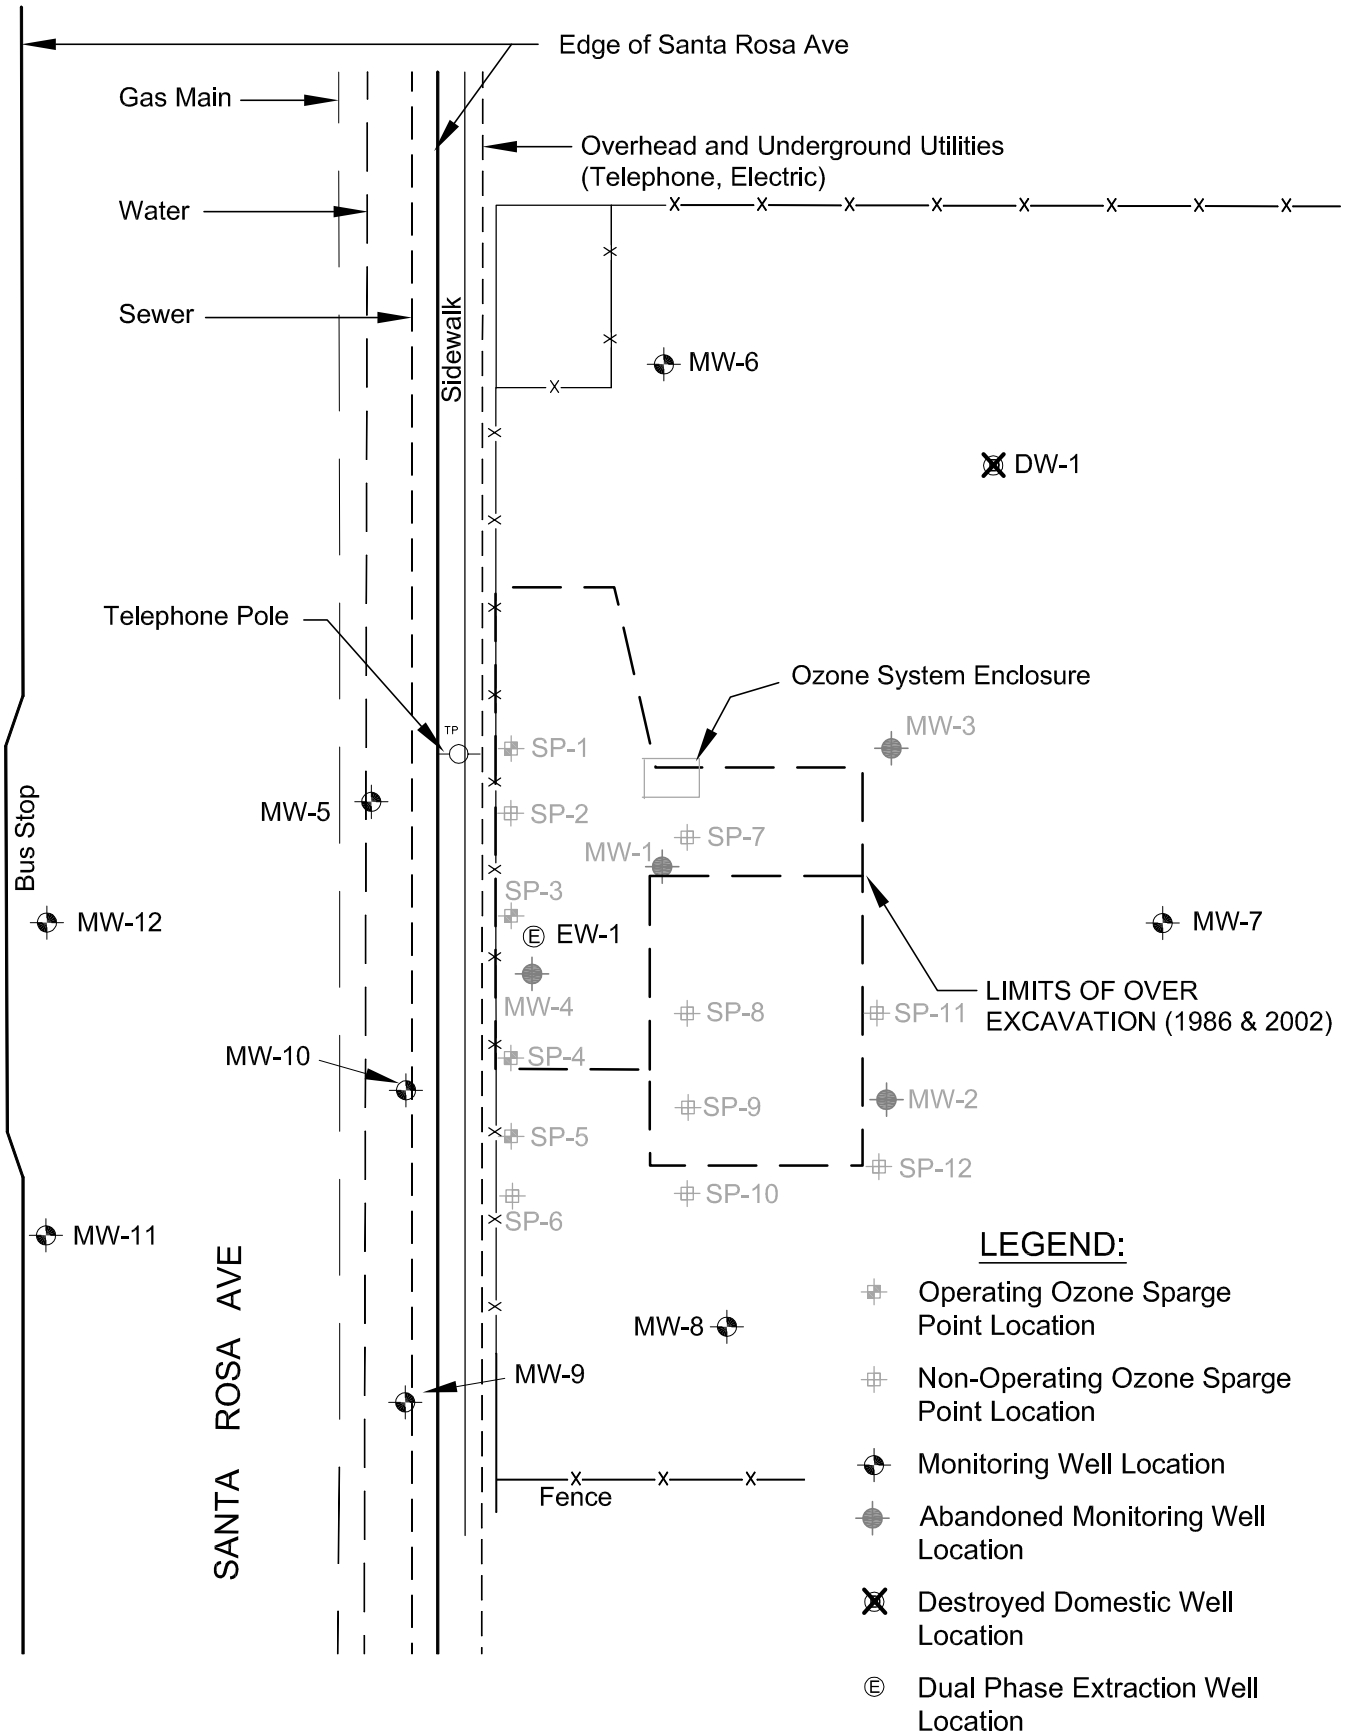 Edge of Santa Rosa Ave
Gas Main
Overhead and Underground Utilities
(Telephone, Electric)
Water
Sewer
Sidewalk
MW-6
DW-1
Telephone Pole
Ozone System Enclosure
TP
SP-1
MW-3
MW-5
SP-2
SP-7
Bus Stop
MW-1
SP-3
MW-12
E EW-1
MW-7
MW-4
SP-8
SP-11
LIMITS OF OVER
EXCAVATION (1986 & 2002)
MW-10
SP-4
SP-9
MW-2
SP-5
SP-12
SP-10
SP-6
MW-11
SANTA ROSA AVE
MW-8
MW-9
Fence
LEGEND:
Operating Ozone Sparge
Point Location
Non-Operating Ozone Sparge
Point Location
Monitoring Well Location
Abandoned Monitoring Well
Location
Destroyed Domestic Well
Location
E Dual Phase Extraction Well
Location